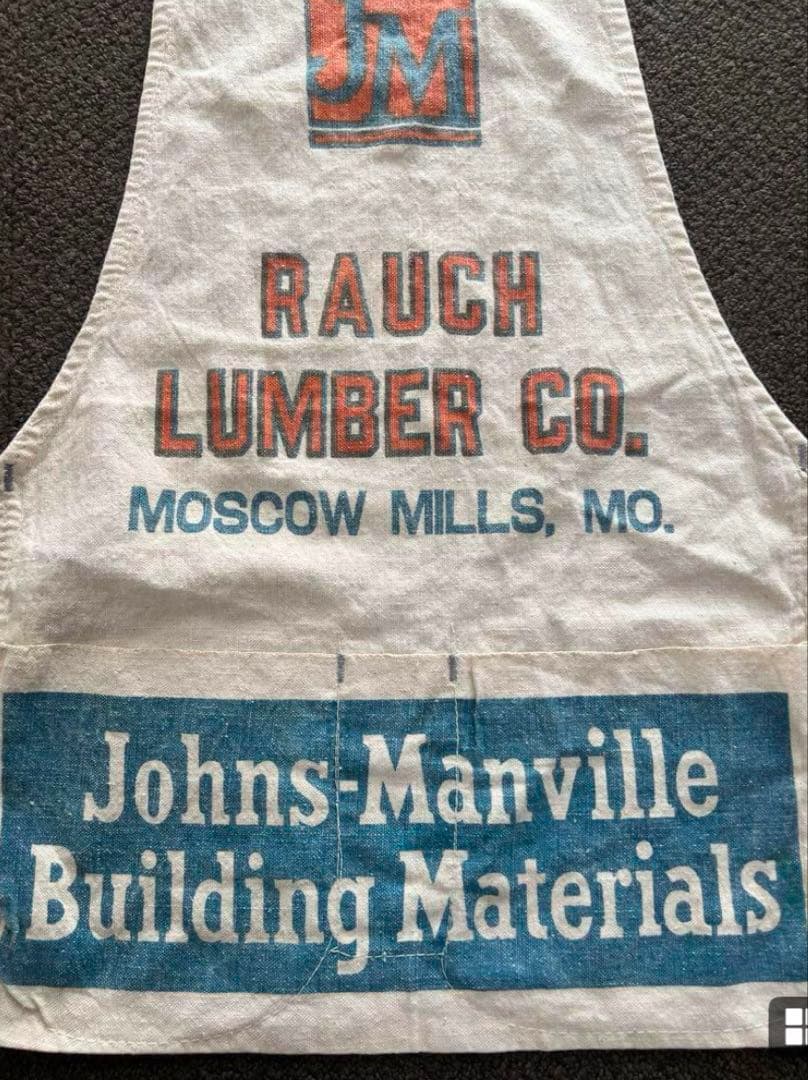 JM
RAUCH
LUMBER CO.
MOSCOW MILLS, MO.
Johns-Manville
Building Materials